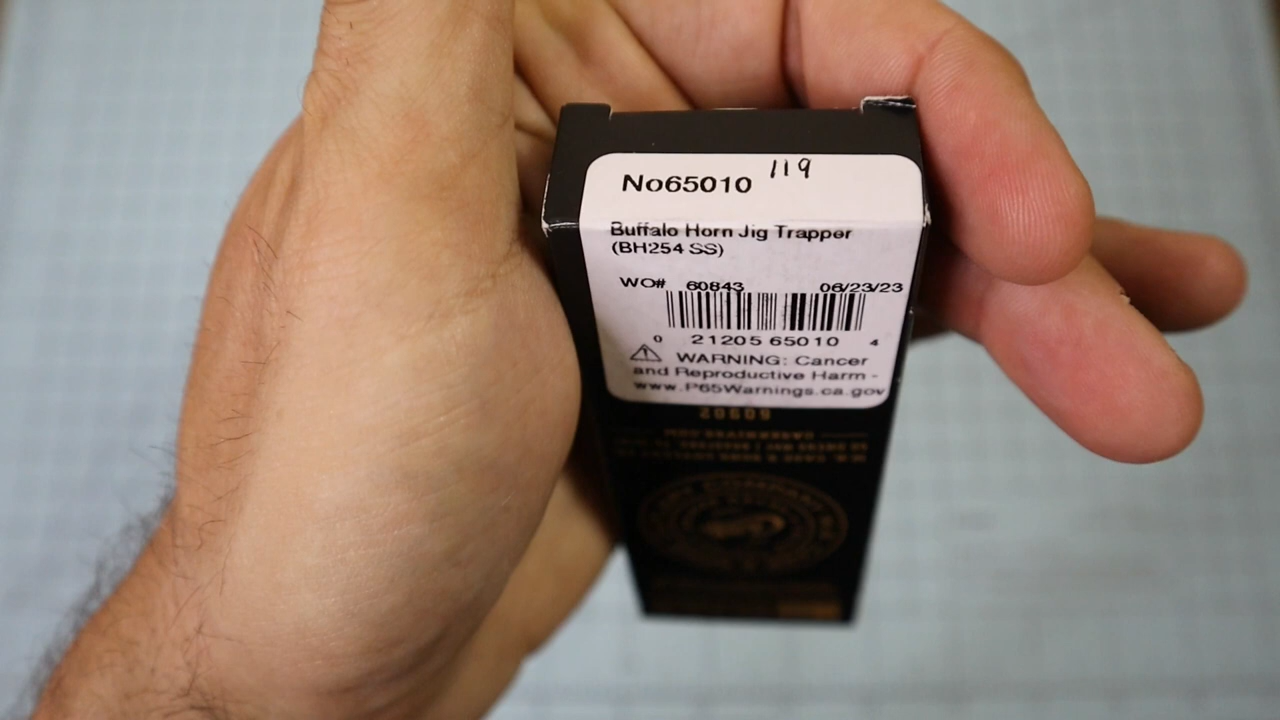 No65010 119
Buffalo Horn Jig Trapper
(BH254 SS)
WO# 60843 06/23/23
0 21205 65010 4
WARNING: Cancer
and Reproductive Harm -
www.P65Warnings.ca.gov